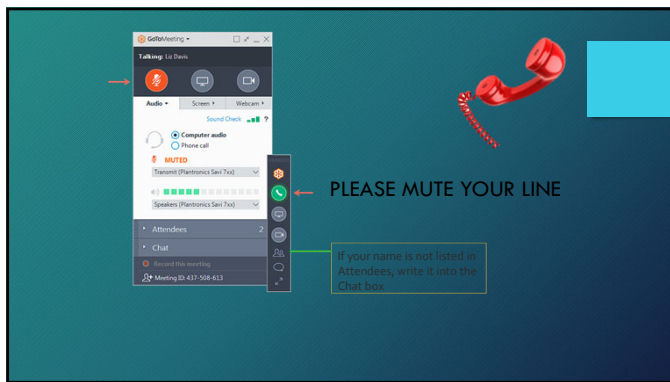 GoToMeeting
Talking: Liz Davis
Audio
Screen
Webcam
Sound Check
?
Computer audio
Phone call
MUTED
Transmit (Plantronics Savi 7xx)
Speakers (Plantronics Savi 7xx)
Attendees 2
Chat
Record this meeting
Meeting ID: 437-508-613
PLEASE MUTE YOUR LINE
If your name is not listed in
Attendees, write it into the
Chat box